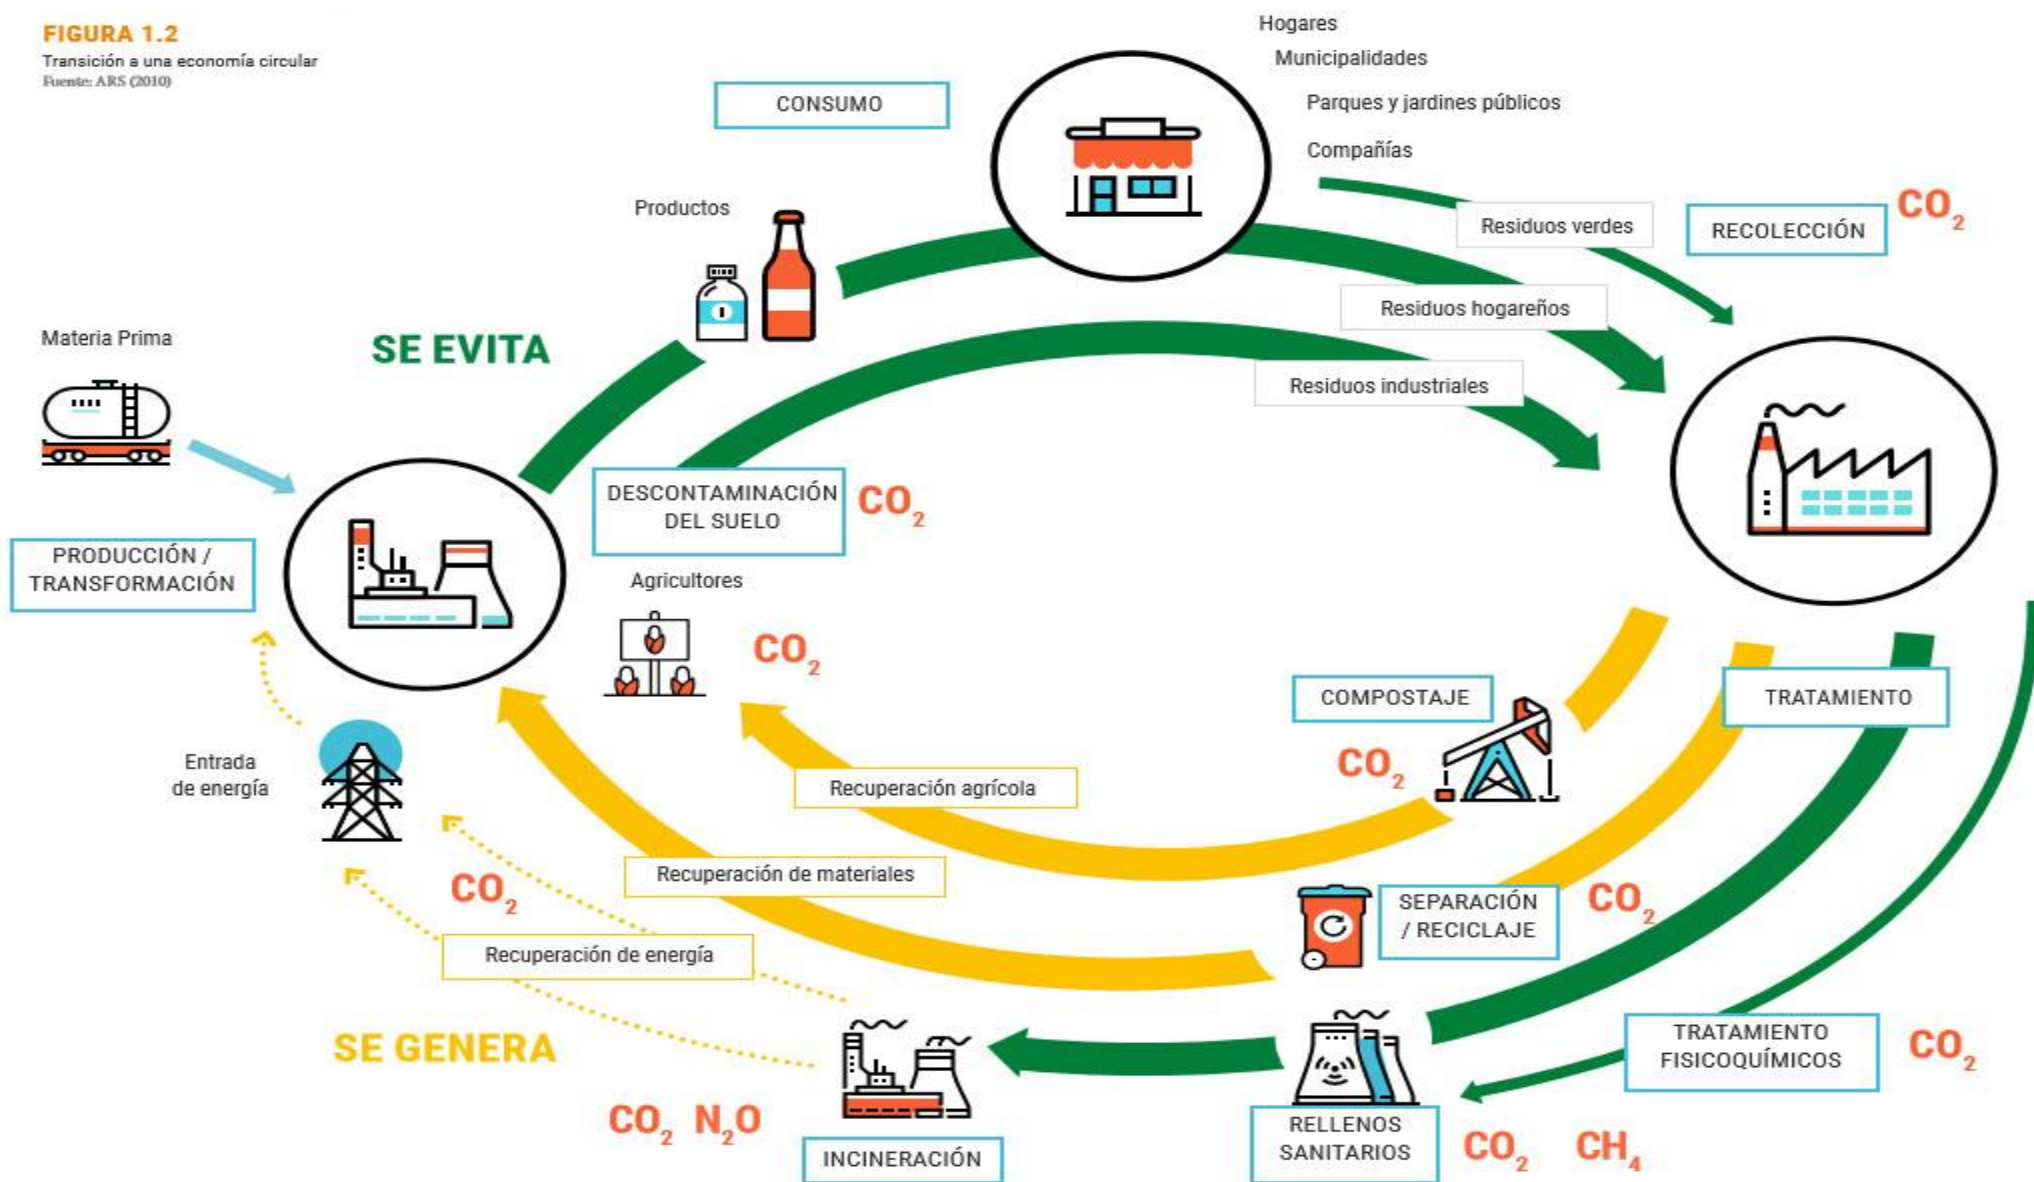 FIGURA 1.2
Transición a una economía circular
Fuente: ARS (2010)
Hogares
Municipalidades
Parques y jardines públicos
Compañías
CONSUMO
Productos
Residuos verdes
RECOLECCIÓN
CO2
Residuos hogareños
Residuos industriales
Materia Prima
SE EVITA
PRODUCCIÓN /
TRANSFORMACIÓN
DESCONTAMINACIÓN
DEL SUELO
CO2
Agricultores
CO2
COMPOSTAJE
CO2
TRATAMIENTO
Entrada
de energía
Recuperación agrícola
Recuperación de materiales
CO2
SEPARACIÓN
/ RECICLAJE
CO2
Recuperación de energía
SE GENERA
TRATAMIENTO
FISICOQUÍMICOS
CO2
CO2 N2O
INCINERACIÓN
RELLENOS
SANITARIOS
CO2 CH4